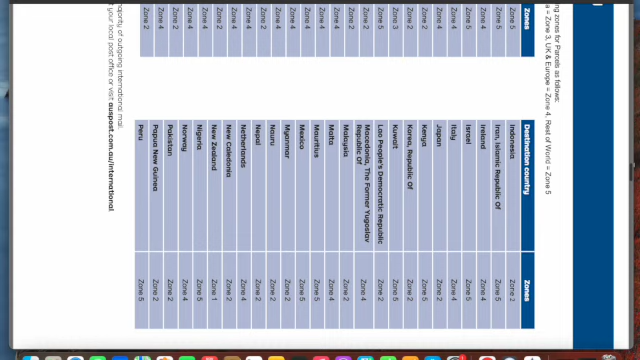 zones for Parcels as follows:
= Zone 3, UK & Europe = Zone 4, Rest of World = Zone 5
Zones Destination country Zones
Zone 5 Indonesia Zone 2
Zone 5 Iran, Islamic Republic Of Zone 5
Zone 4 Ireland Zone 4
Zone 5 Israel Zone 5
Zone 4 Italy Zone 4
Zone 4 Japan Zone 2
Zone 2 Kenya Zone 5
Zone 2 Korea, Republic Of Zone 2
Zone 3 Kuwait Zone 5
Zone 5 Lao People's Democratic Republic Zone 2
Zone 2 Macedonia, The Former Yugoslav Zone 4
Republic Of
Zone 2 Malaysia Zone 2
Zone 4 Malta Zone 4
Zone 4 Mauritius Zone 5
Zone 4 Mexico Zone 5
Zone 4 Myanmar Zone 2
Zone 4 Nauru Zone 2
Zone 2 Nepal Zone 2
Zone 4 Netherlands Zone 4
Zone 4 New Caledonia Zone 2
Zone 4 New Zealand Zone 1
Zone 4 Nigeria Zone 5
Zone 2 Norway Zone 4
Zone 2 Pakistan Zone 2
Zone 4 Papua New Guinea Zone 2
Zone 2 Peru Zone 5
majority of outgoing international mail.
your local post office or visit auspost.com.au/international